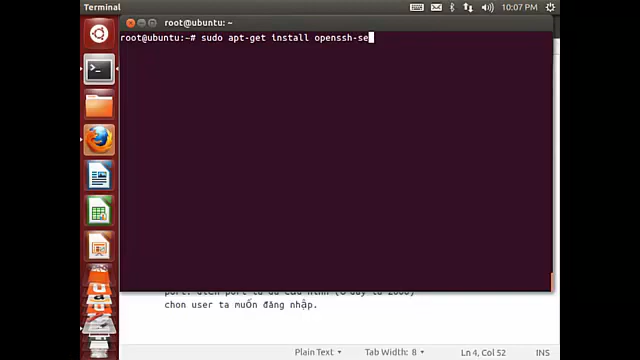 Terminal
10:07 PM
root@ubuntu: ~
root@ubuntu:~# sudo apt-get install openssh-se
chon user ta muốn đăng nhập.
Plain Text
Tab Width: 8
Ln 4, Col 52
INS